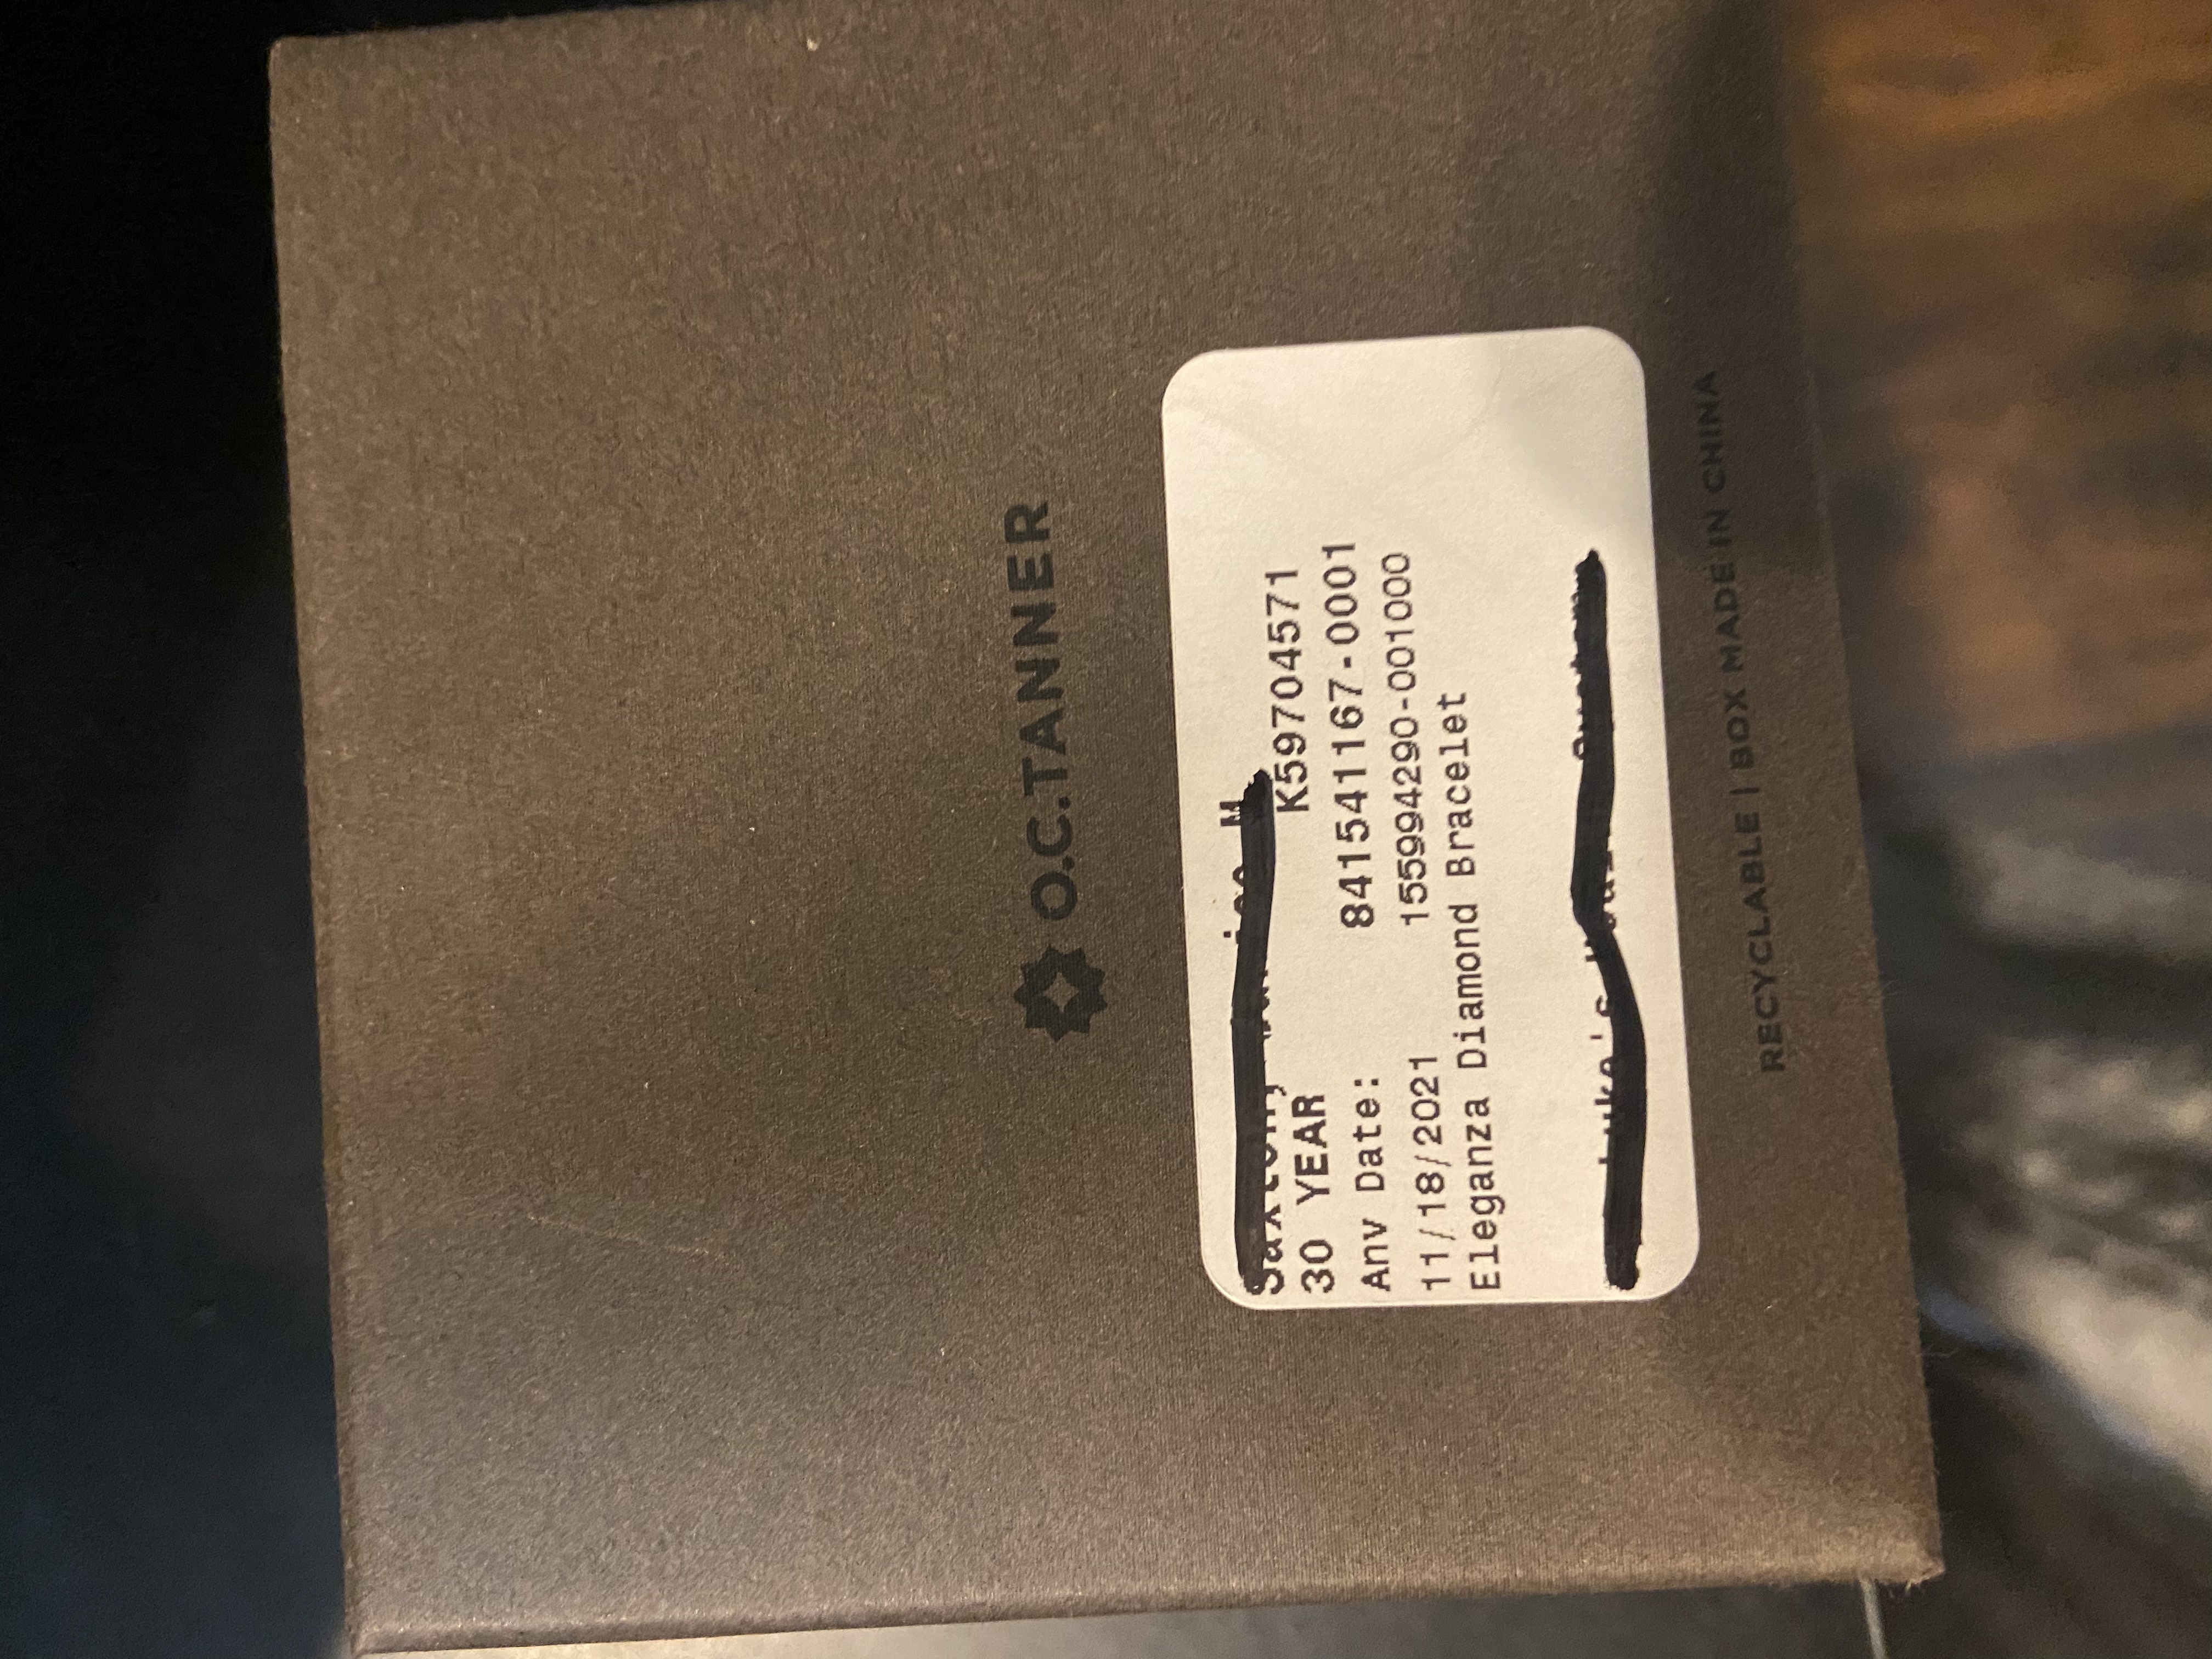 O.C.TANNER
30 YEAR K59704571
Anv Date: 841541167-0001
11/18/2021 155994290-001000
Eleganza Diamond Bracelet
RECYCLABLE | BOX MADE IN CHINA